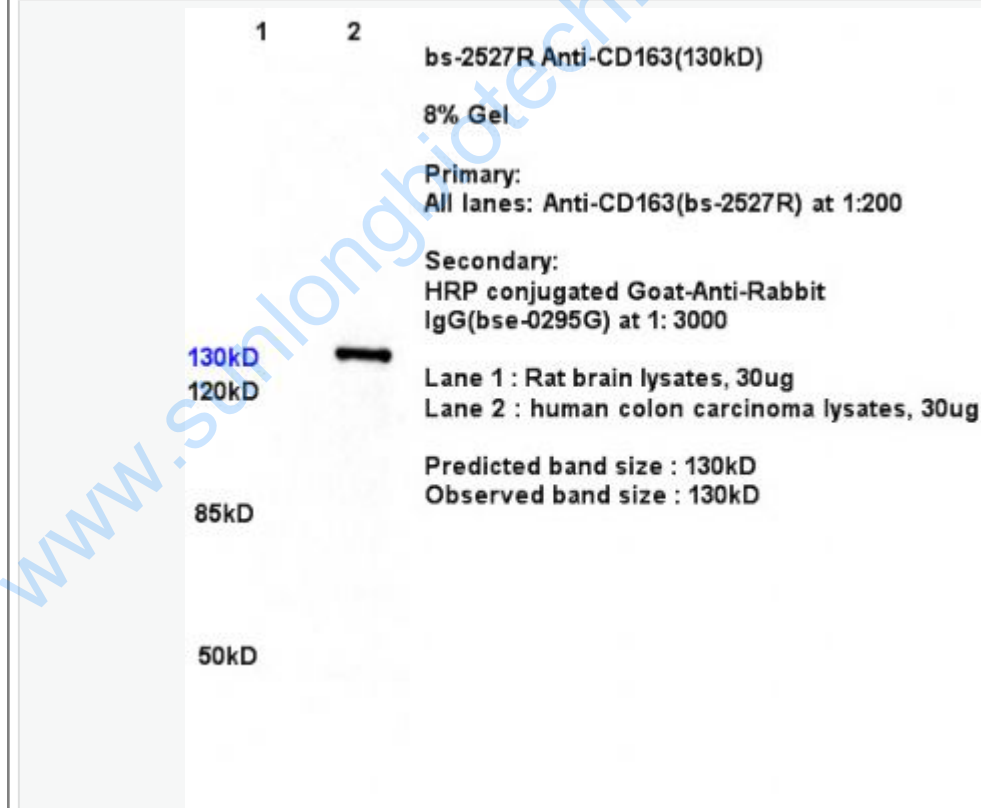 1 2
bs-2527R Anti-CD163(130kD)
8% Gel
Primary:
All lanes: Anti-CD163(bs-2527R) at 1:200
Secondary:
HRP conjugated Goat-Anti-Rabbit
IgG(bse-0295G) at 1: 3000
130kD
120kD
Lane 1 : Rat brain lysates, 30ug
Lane 2 : human colon carcinoma lysates, 30ug
Predicted band size : 130kD
Observed band size : 130kD
85kD
50kD
www.sunlongbiotech